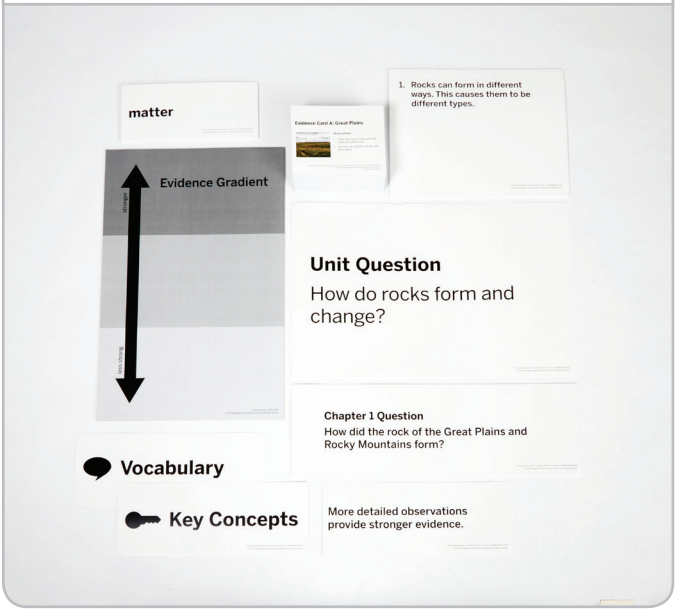 matter
Evidence Card A: Great Plains
1. Rocks can form in different
ways. This causes them to be
different types.
Evidence Gradient
stronger
less strong
Unit Question
How do rocks form and
change?
Chapter 1 Question
How did the rock of the Great Plains and
Rocky Mountains form?
Vocabulary
Key Concepts
More detailed observations
provide stronger evidence.